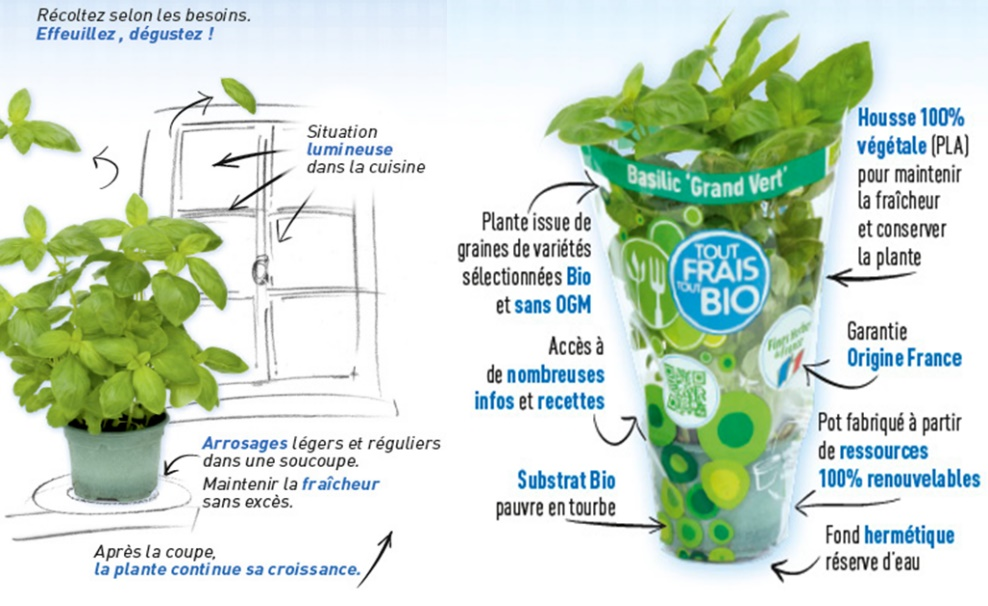 Récoltez selon les besoins.
Effeuillez, dégustez !
Situation
lumineuse
dans la cuisine
Arrosages légers et réguliers
dans une soucoupe.
Maintenir la fraîcheur
sans excès.
Après la coupe,
la plante continue sa croissance.
Basilic 'Grand Vert'
TOUT
FRAIS
TOUT
BIO
Fines Herbes
de France
Plante issue de
graines de variétés
sélectionnées Bio
et sans OGM
Accès à
de nombreuses
infos et recettes
Substrat Bio
pauvre en tourbe
Housse 100%
végétale (PLA)
pour maintenir
la fraîcheur
et conserver
la plante
Garantie
Origine France
Pot fabriqué à partir
de ressources
100% renouvelables
Fond hermétique
réserve d'eau